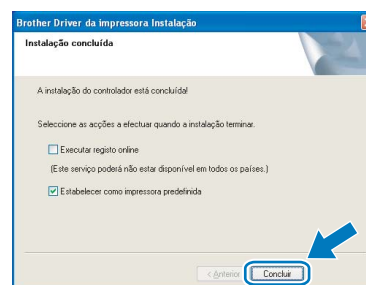 Brother Driver da impressora Instalação
Instalação concluída
A instalação do controlador está concluída!
Seleccione as acções a efectuar quando a instalação terminar.
Executar registo online
(Este serviço poderá não estar disponível em todos os países.)
Estabelecer como impressora predefinida
< Anterior Concluir